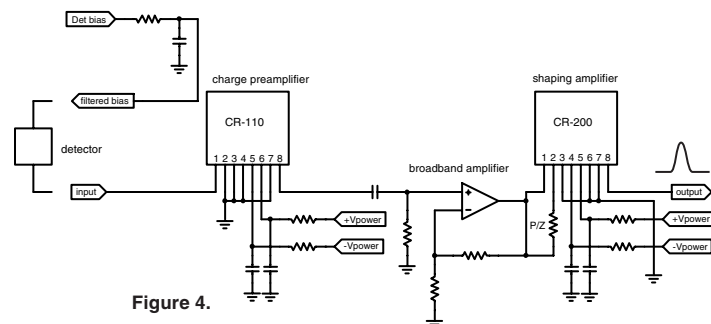 Det bias
charge preamplifier
shaping amplifier
filtered bias
CR-110
CR-200
detector
1 2 3 4 5 6 7 8
1 2 3 4 5 6 7 8
broadband amplifier
input
+
−
output
+Vpower
P/Z
+Vpower
-Vpower
-Vpower
Figure 4.